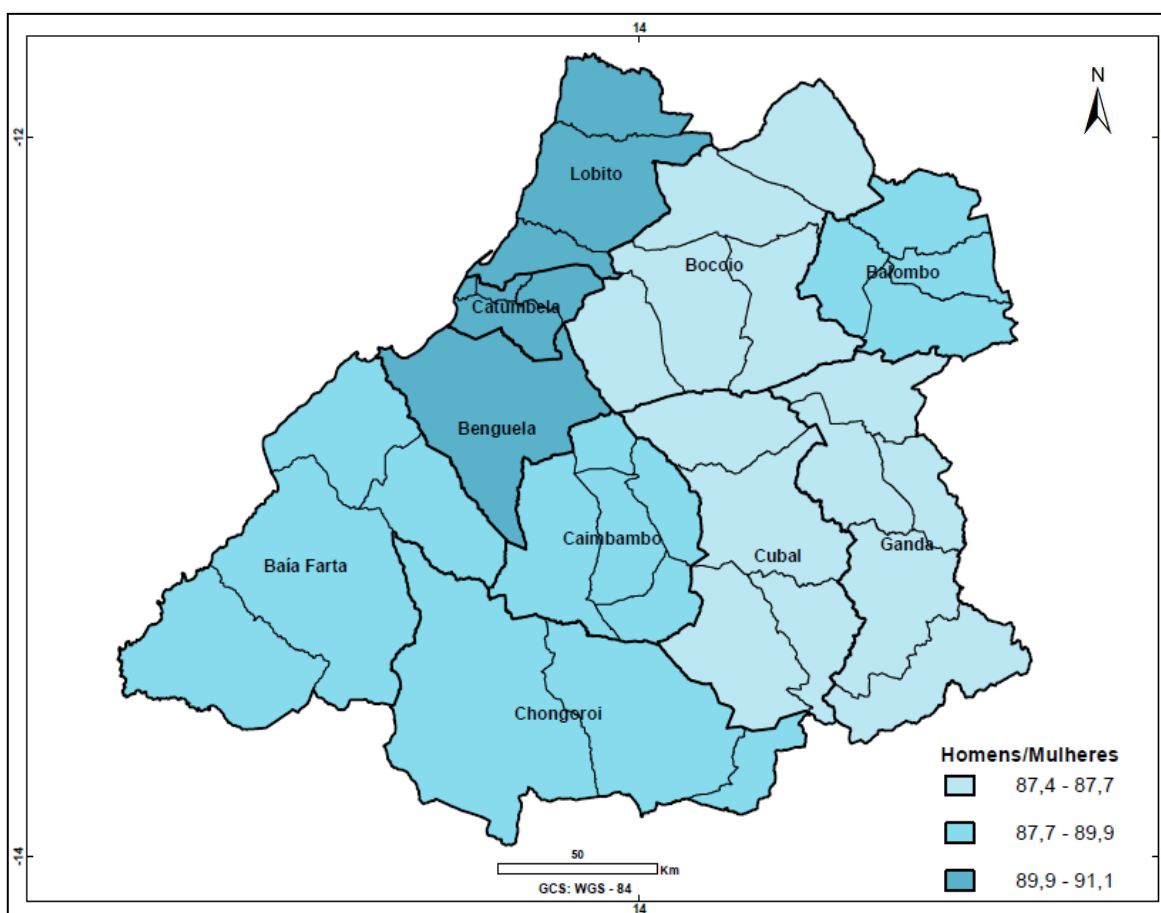 14
N
-12
Lobito
Bocoio
Balombo
Catumbela
Benguela
Caimbambo
Cubal
Ganda
Baía Farta
Chongoroi
Homens/Mulheres
87,4 - 87,7
87,7 - 89,9
89,9 - 91,1
-14
50
Km
GCS: WGS - 84
14